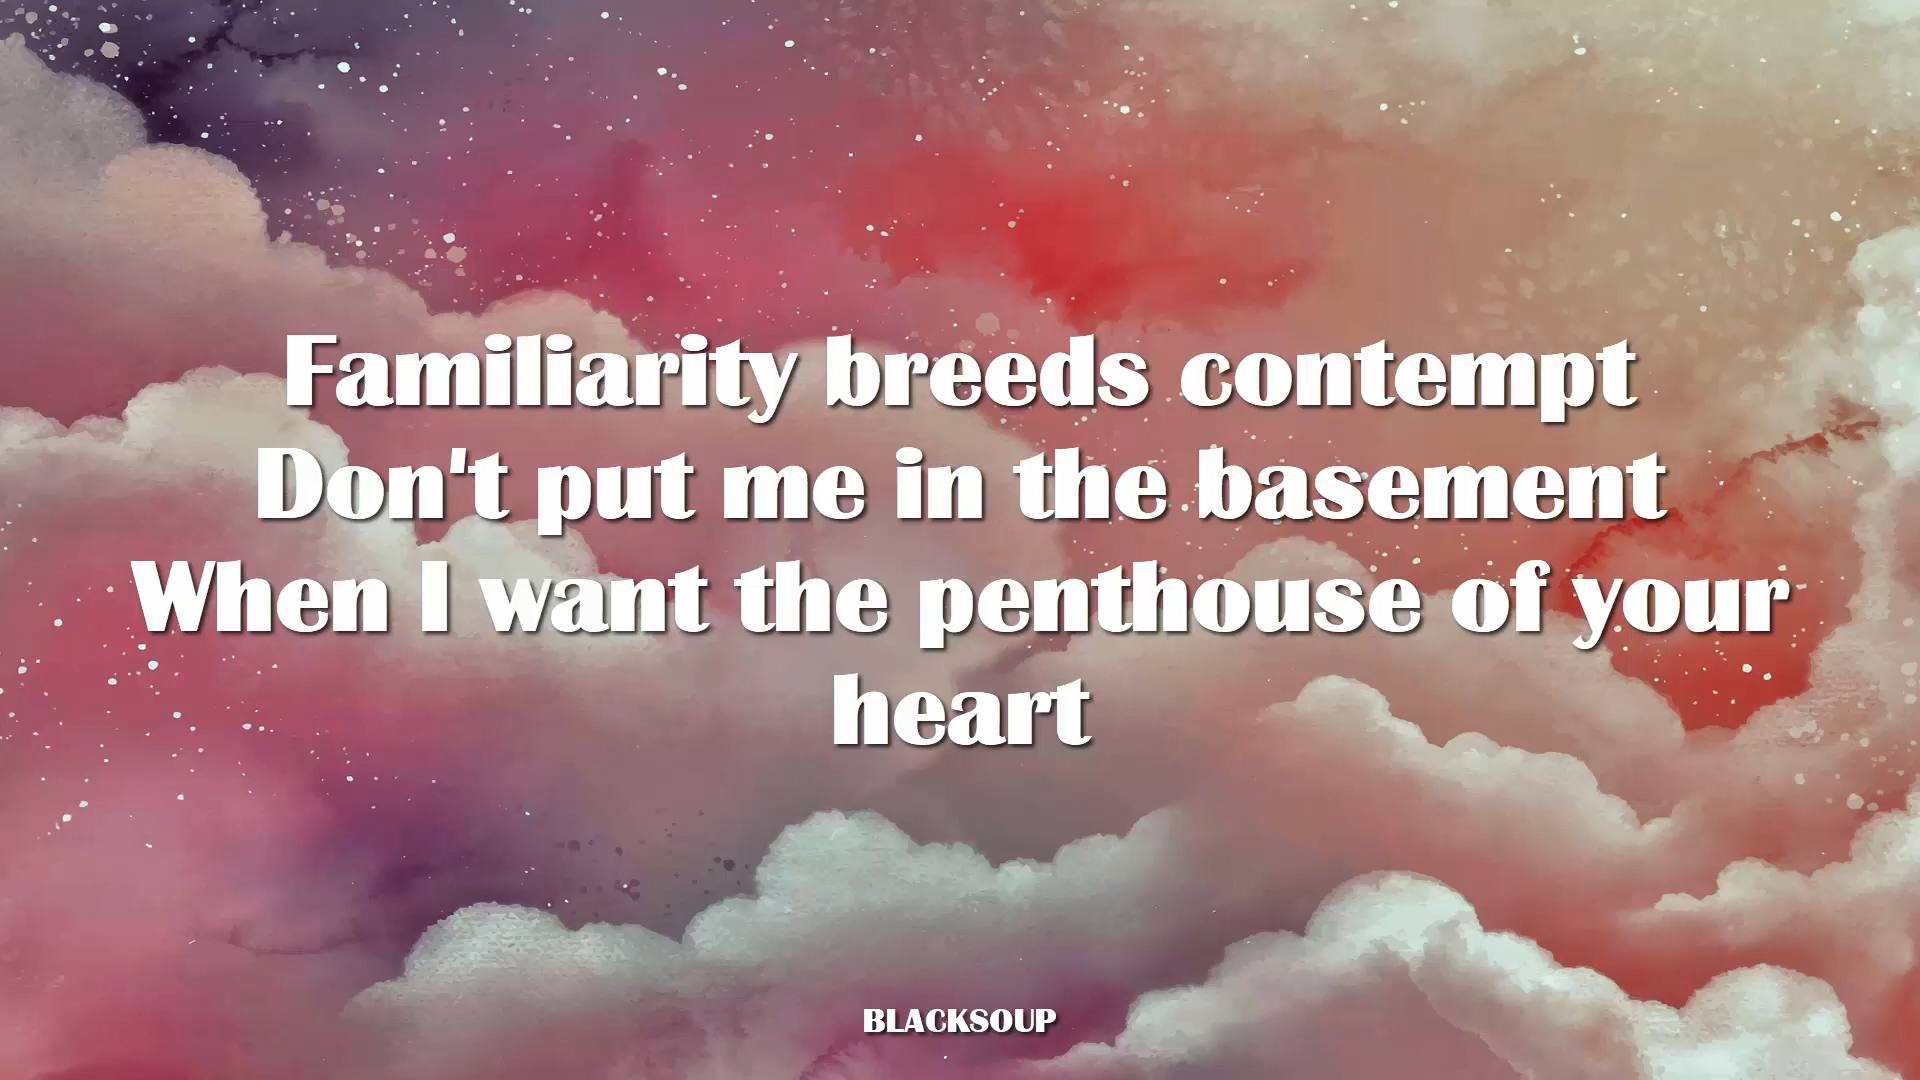 Familiarity breeds contempt
Don't put me in the basement
When I want the penthouse of your
heart
BLACKSOUP